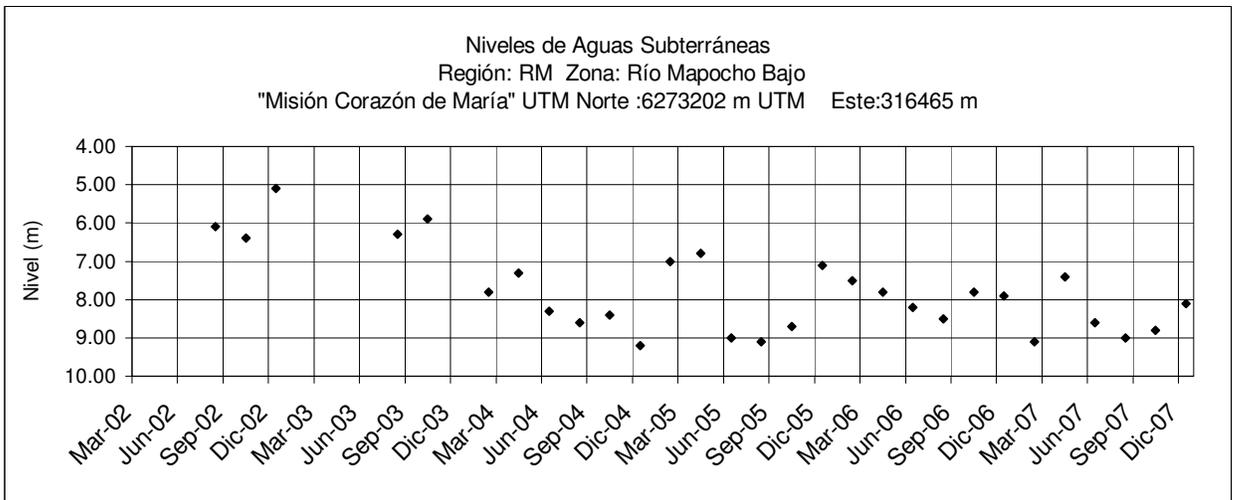 Niveles de Aguas Subterráneas
Región: RM Zona: Río Mapocho Bajo
"Misión Corazón de María" UTM Norte :6273202 m UTM Este:316465 m
Nivel (m)
4.00
5.00
6.00
7.00
8.00
9.00
10.00
Mar-02
Jun-02
Sep-02
Dic-02
Mar-03
Jun-03
Sep-03
Dic-03
Mar-04
Jun-04
Sep-04
Dic-04
Mar-05
Jun-05
Sep-05
Dic-05
Mar-06
Jun-06
Sep-06
Dic-06
Mar-07
Jun-07
Sep-07
Dic-07